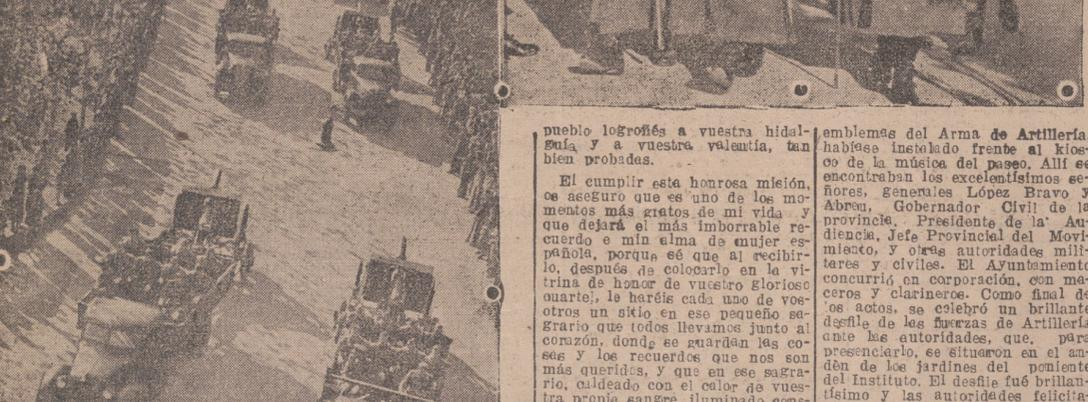 pueblo logroñés a vuestra hidal-
guía y a vuestra valentía, tan
bien probadas.
El cumplir esta honrosa misión,
os aseguro que es uno de los mo-
mentos más gratos de mi vida y
que dejará el más imborrable re-
cuerdo e min alma de mujer es-
pañola, porque sé que al recibir-
lo, después de colocarlo en la vi-
trina de honor de vuestro glorioso
cuartel, le haréis cada uno de vos-
otros un sitio en ese pequeño sa-
grario que todos llevamos junto al
corazón, donde se guardan las co-
sas y los recuerdos que nos son
más queridos, y que en ese sagra-
rio, caldeado con el calor de vues-
tra propia sangre, iluminado cons-
emblemas del Arma de Artillería
habíase instalado frente al kios-
co de la música del paseo. Allí se
encontraban los excelentísimos se-
ñores, generales López Bravo y
Abreu, Gobernador Civil de la
provincia, Presidente de la Au-
diencia, Jefe Provincial del Movi-
miento, y otras autoridades mili-
tares y civiles. El Ayuntamiento
concurrió en corporación, con ma-
ceros y clarineros. Como final de
los actos, se celebró un brillante
desfile de las fuerzas de Artillería
ante las autoridades, que, para
presenciarlo, se situaron en el an-
dén de los jardines del poniente
del Instituto. El desfile fué brillan-
tísimo y las autoridades felicita-